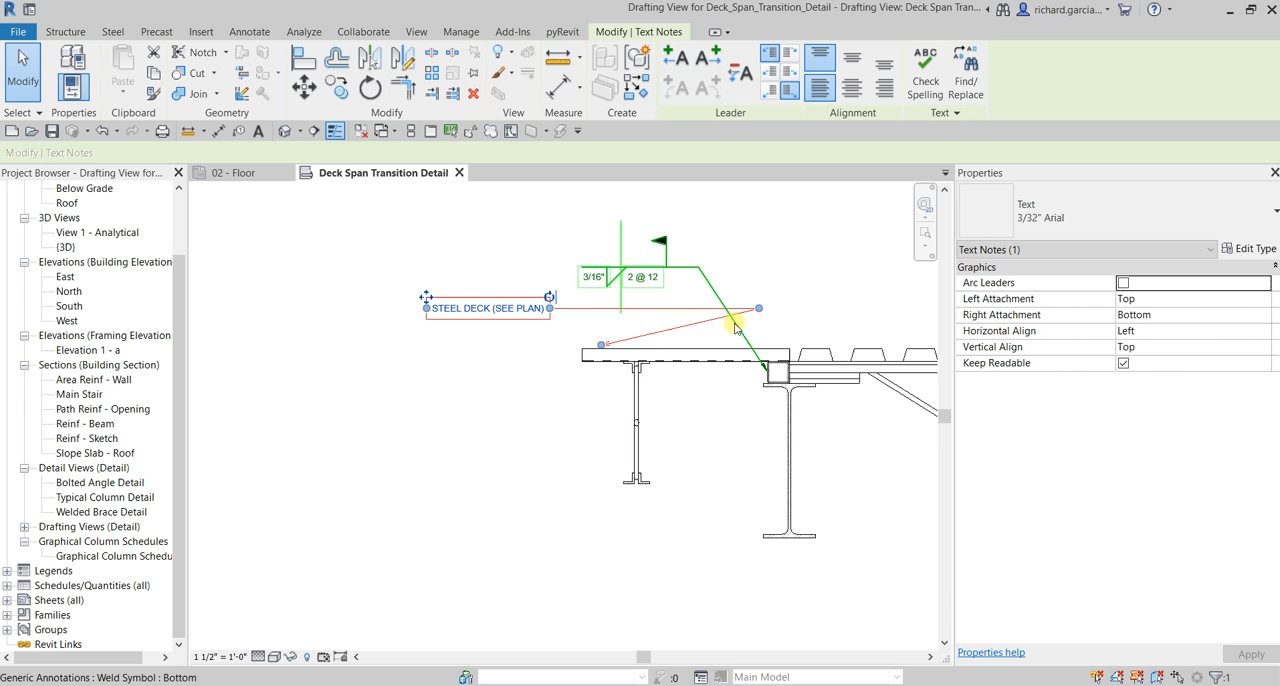 Drafting View for Deck_Span_Transition_Detail - Drafting View: Deck Span Tran...
richard.garcia...
File Structure Steel Precast Insert Annotate Analyze Collaborate View Manage Add-Ins pyRevit Modify | Text Notes
Modify
Paste
Notch
Cut
Join
Check Spelling
Find/ Replace
ABC
Select Properties Clipboard Geometry Modify View Measure Create Leader Alignment Text
Modify | Text Notes
Project Browser - Drafting View for...
02 - Floor
Deck Span Transition Detail
Properties
Below Grade
Roof
3D Views
View 1 - Analytical
{3D}
Elevations (Building Elevation
East
North
South
West
Elevations (Framing Elevation
Elevation 1 - a
Sections (Building Section)
Area Reinf - Wall
Main Stair
Path Reinf - Opening
Reinf - Beam
Reinf - Sketch
Slope Slab - Roof
Detail Views (Detail)
Bolted Angle Detail
Typical Column Detail
Welded Brace Detail
Drafting Views (Detail)
Graphical Column Schedules
Graphical Column Schedu
Legends
Schedules/Quantities (all)
Sheets (all)
Families
Groups
Revit Links
3/16"
2 @ 12
STEEL DECK (SEE PLAN)
Text
3/32" Arial
Text Notes (1)
Edit Type
Graphics
Arc Leaders
Left Attachment Top
Right Attachment Bottom
Horizontal Align Left
Vertical Align Top
Keep Readable
Properties help
Apply
1 1/2" = 1'-0"
Generic Annotations : Weld Symbol : Bottom
:0
Main Model
:1